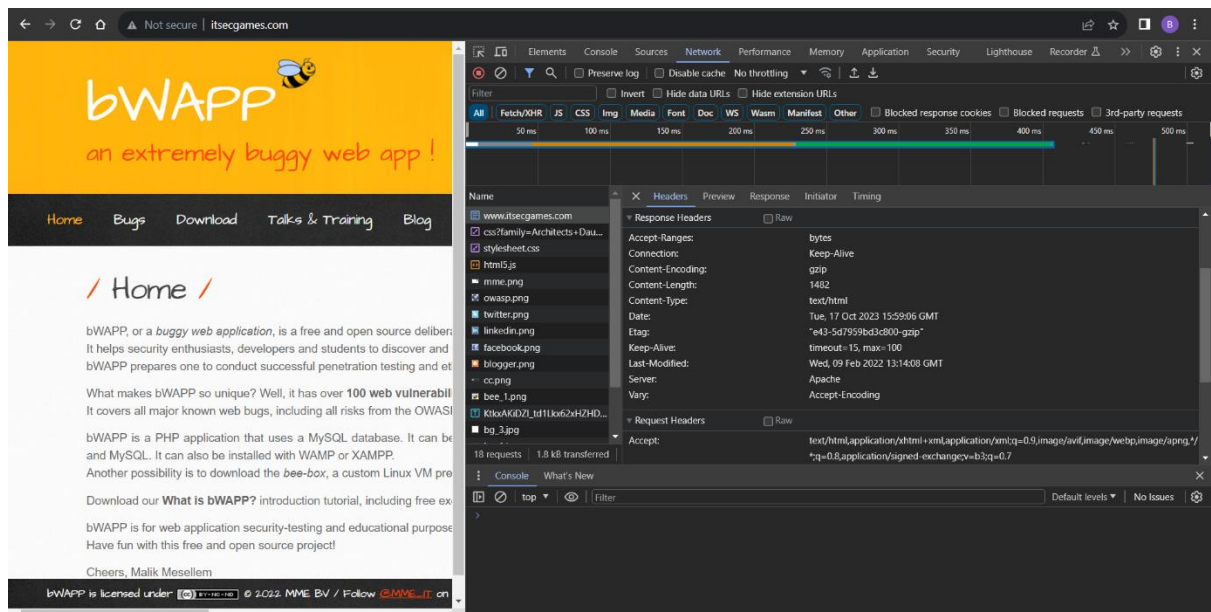 Not secure | itsecgames.com
B
bWAPP
an extremely buggy web app !
Home Bugs Download Talks & Training Blog
/ Home /
bWAPP, or a buggy web application, is a free and open source
It helps security enthusiasts, developers and students to discover and
bWAPP prepares one to conduct successful penetration testing and
What makes bWAPP so unique? Well, it has over 100 web
It covers all major known web bugs, including all risks from the
bWAPP is a PHP application that uses a MySQL database. It can be
and MySQL. It can also be installed with WAMP or XAMPP.
Another possibility is to download the bee-box, a custom Linux VM
Download our What is bWAPP? introduction tutorial, including free
bWAPP is for web application security-testing and educational
Have fun with this free and open source project!
Cheers, Malik Mesellem
bWAPP is licensed under (cc) BY-NC-ND © 2022 MME BV / Follow @MME_IT on
Elements Console Sources Network Performance Memory Application Security Lighthouse Recorder >>
Preserve log Disable cache No throttling
Filter Invert Hide data URLs Hide extension URLs
All Fetch/XHR JS CSS Img Media Font Doc WS Wasm Manifest Other Blocked response cookies Blocked requests 3rd-party requests
50 ms 100 ms 150 ms 200 ms 250 ms 300 ms 350 ms 400 ms 450 ms 500 ms
Name
www.itsecgames.com
css?family=Architects+Dau...
stylesheet.css
html5.js
mme.png
owasp.png
twitter.png
linkedin.png
facebook.png
blogger.png
cc.png
bee_1.png
bg_3.jpg
18 requests 1.8 kB transferred
Headers Preview Response Initiator Timing
Response Headers Raw
Accept-Ranges: bytes
Connection: Keep-Alive
Content-Encoding: gzip
Content-Length: 1482
Content-Type: text/html
Date: Tue, 17 Oct 2023 15:59:06 GMT
Etag: "e43-5d7959bd3c800-gzip"
Keep-Alive: timeout=15, max=100
Last-Modified: Wed, 09 Feb 2022 13:14:08 GMT
Server: Apache
Vary: Accept-Encoding
Request Headers Raw
Accept: text/html,application/xhtml+xml,application/xml;q=0.9,image/avif,image/webp,image/apng,*/
*;q=0.8,application/signed-exchange;v=b3;q=0.7
Console What's New
top Filter Default levels No Issues